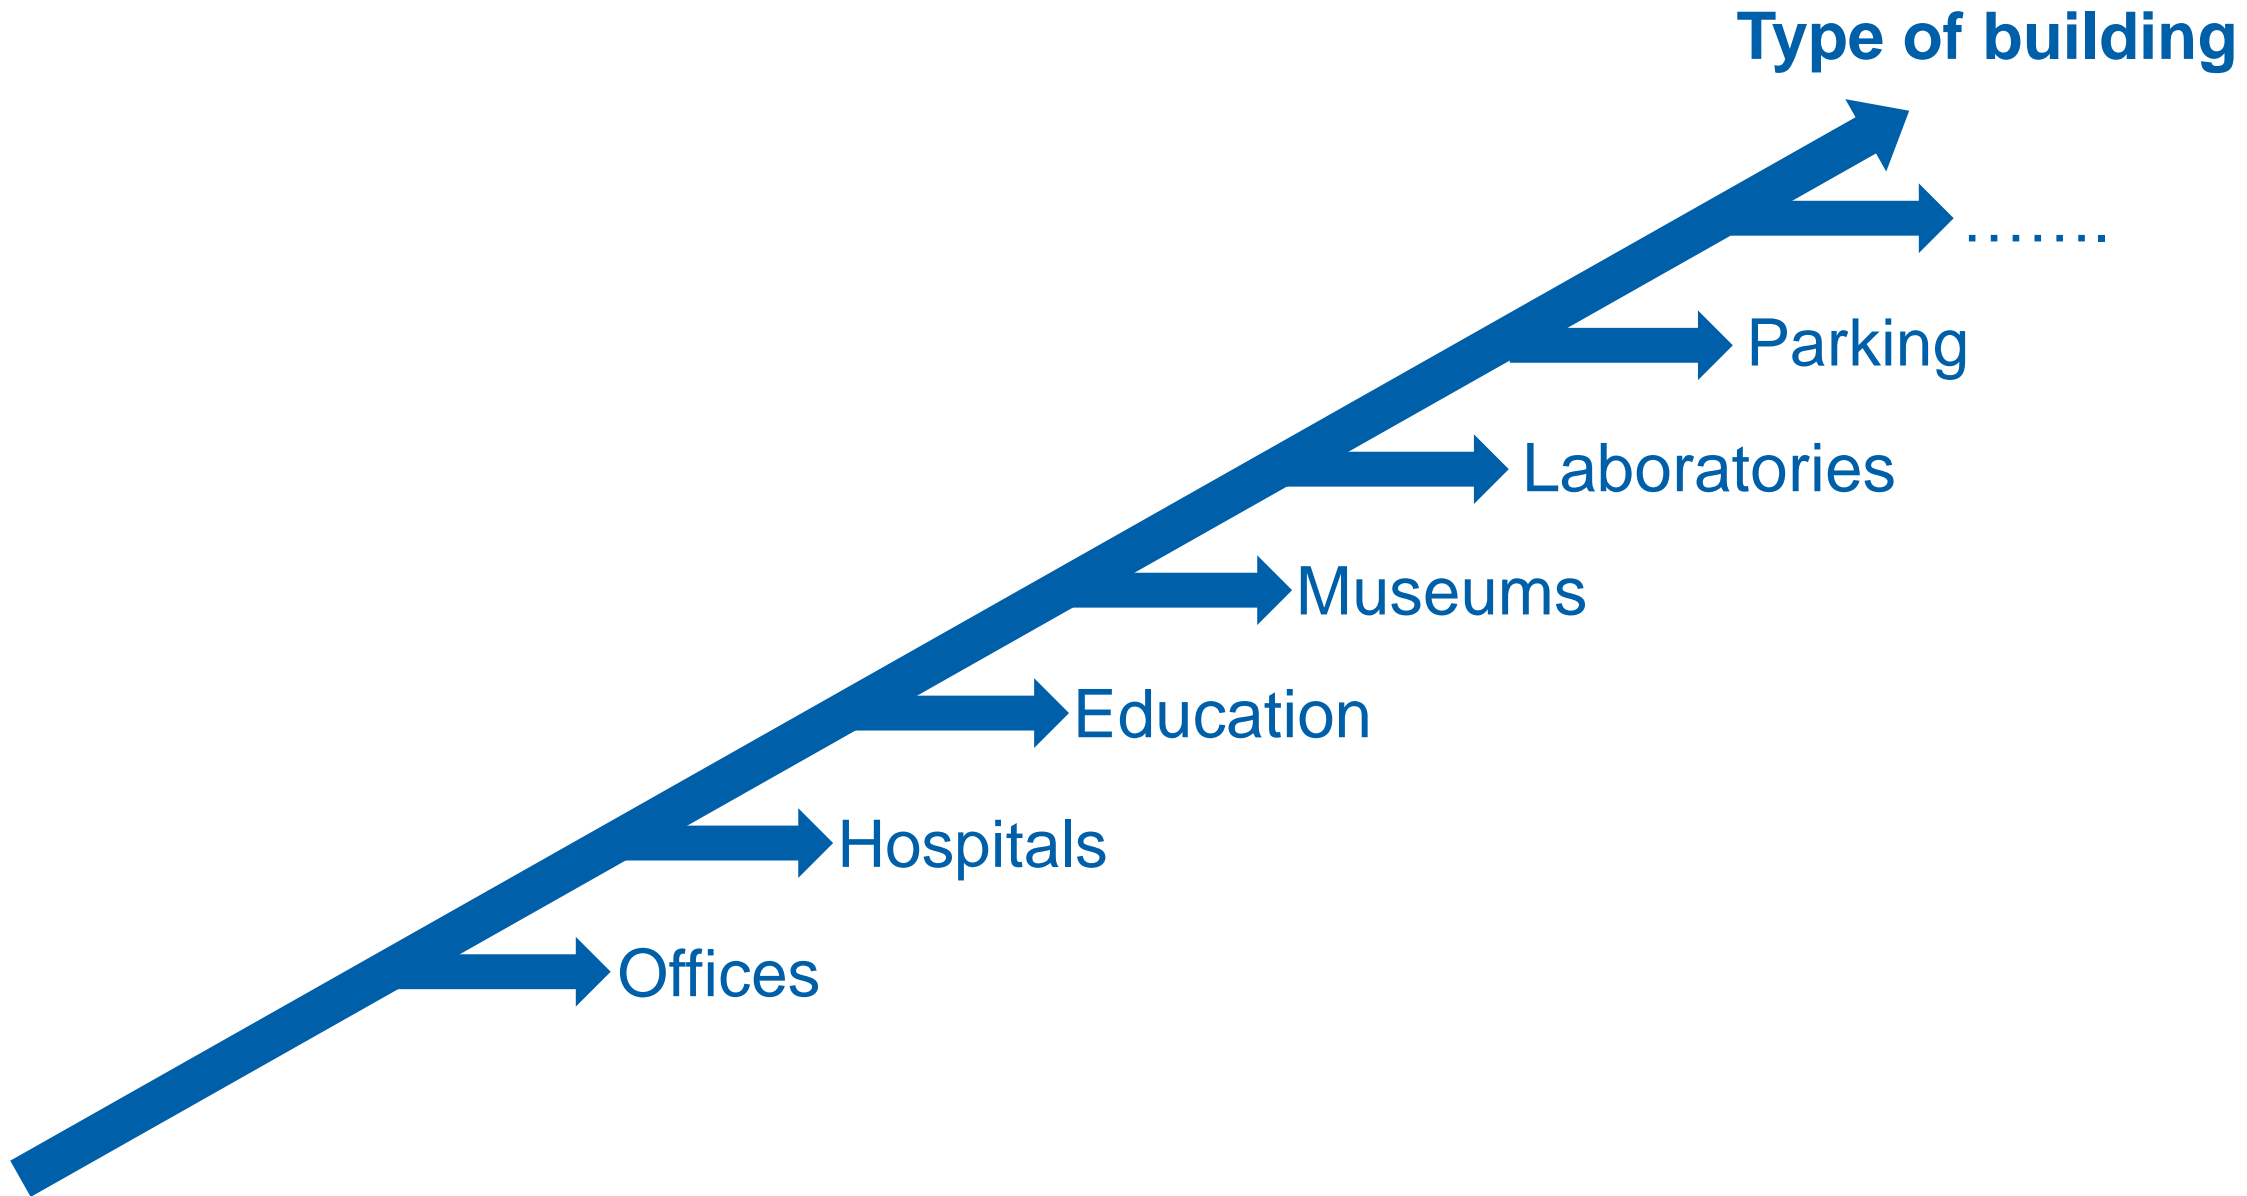 Type of building
.......
Parking
Laboratories
Museums
Education
Hospitals
Offices